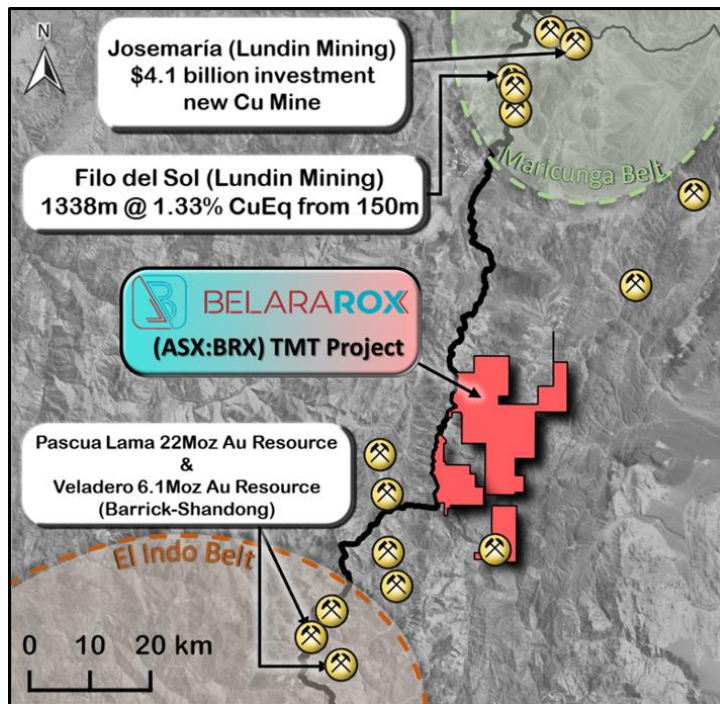 N
Josemaría (Lundin Mining)
$4.1 billion investment
new Cu Mine
Maricunga Belt
Filo del Sol (Lundin Mining)
1338m @ 1.33% CuEq from 150m
BELARAROX
(ASX:BRX) TMT Project
Pascua Lama 22Moz Au Resource
&
Veladero 6.1Moz Au Resource
(Barrick-Shandong)
El Indo Belt
0 10 20 km